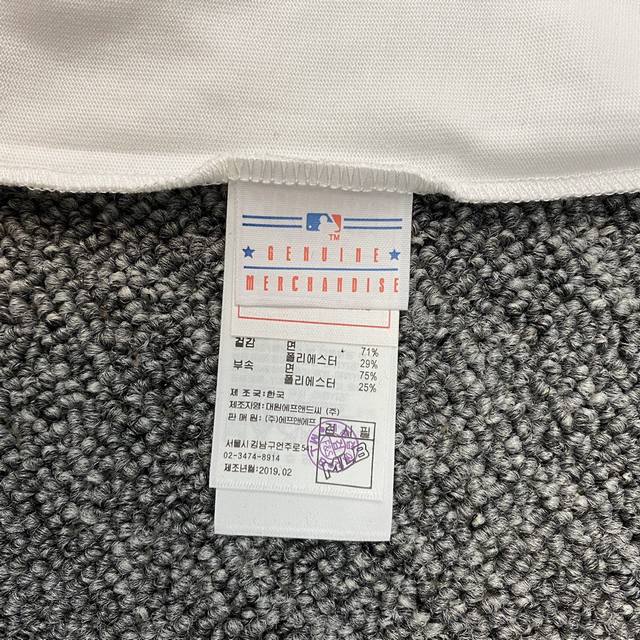 TM
GENUINE
MERCHANDISE
겉감 면 71%
폴리에스터 29%
부속 면 75%
폴리에스터 25%
제 조 국:한국
제조자명: 대원에프앤드씨 (주)
판 매 원: (주)에프앤에프
서울시 강남구언주로54
02-3474-8914
제조년월:2019.02
검 사 필
MLB